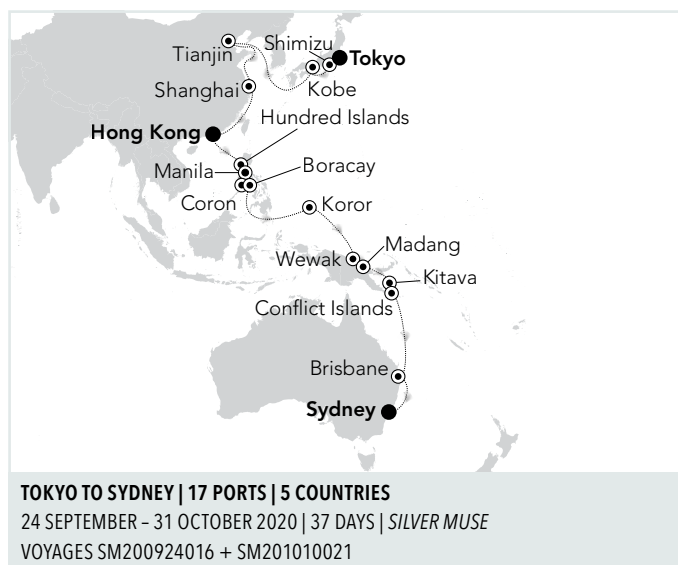 Tianjin
Shimizu
Tokyo
Shanghai
Kobe
Hong Kong
Hundred Islands
Manila
Boracay
Coron
Koror
Wewak
Madang
Kitava
Conflict Islands
Brisbane
Sydney
TOKYO TO SYDNEY | 17 PORTS | 5 COUNTRIES
24 SEPTEMBER – 31 OCTOBER 2020 | 37 DAYS | SILVER MUSE
VOYAGES SM200924016 + SM201010021